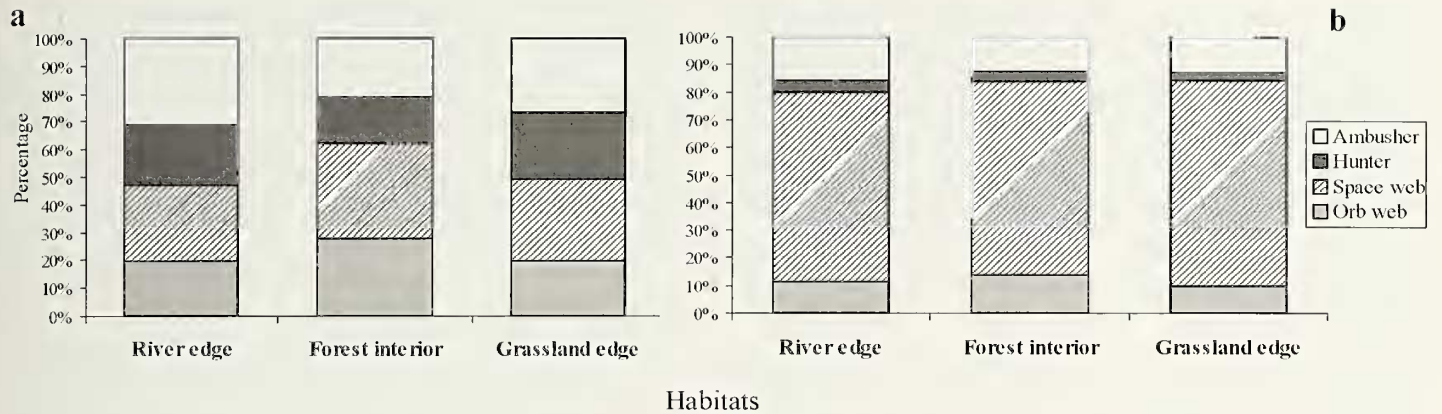 a
100%
90%
80%
70%
60%
50%
40%
30%
20%
10%
0%
Percentage
River edge
Forest interior
Grassland edge
b
100%
90%
80%
70%
60%
50%
40%
30%
20%
10%
0%
River edge
Forest interior
Grassland edge
Ambusher
Hunter
Space web
Orb web
Habitats